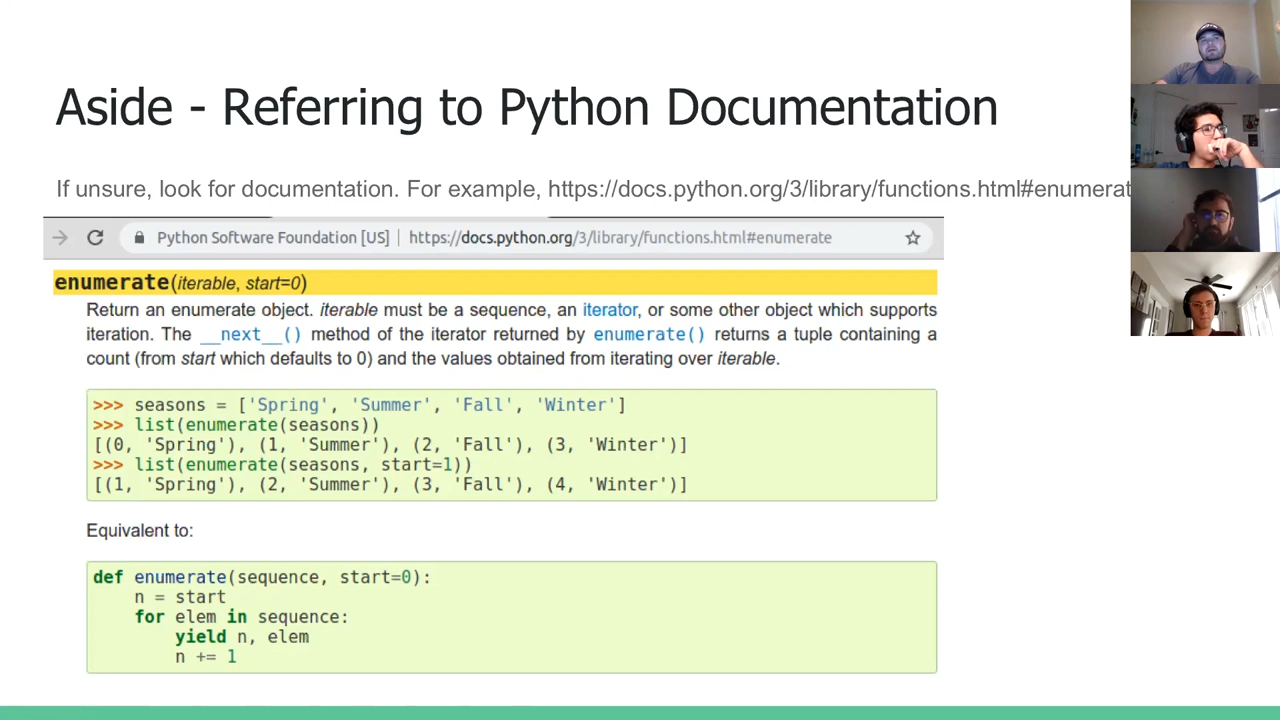 Aside - Referring to Python Documentation
If unsure, look for documentation. For example, https://docs.python.org/3/library/functions.html#enumerat
Python Software Foundation [US] | https://docs.python.org/3/library/functions.html#enumerate
enumerate(iterable, start=0)
Return an enumerate object. iterable must be a sequence, an iterator, or some other object which supports
iteration. The __next__() method of the iterator returned by enumerate() returns a tuple containing a
count (from start which defaults to 0) and the values obtained from iterating over iterable.
>>> seasons = ['Spring', 'Summer', 'Fall', 'Winter']
>>> list(enumerate(seasons))
[(0, 'Spring'), (1, 'Summer'), (2, 'Fall'), (3, 'Winter')]
>>> list(enumerate(seasons, start=1))
[(1, 'Spring'), (2, 'Summer'), (3, 'Fall'), (4, 'Winter')]
Equivalent to:
def enumerate(sequence, start=0):
    n = start
    for elem in sequence:
        yield n, elem
        n += 1